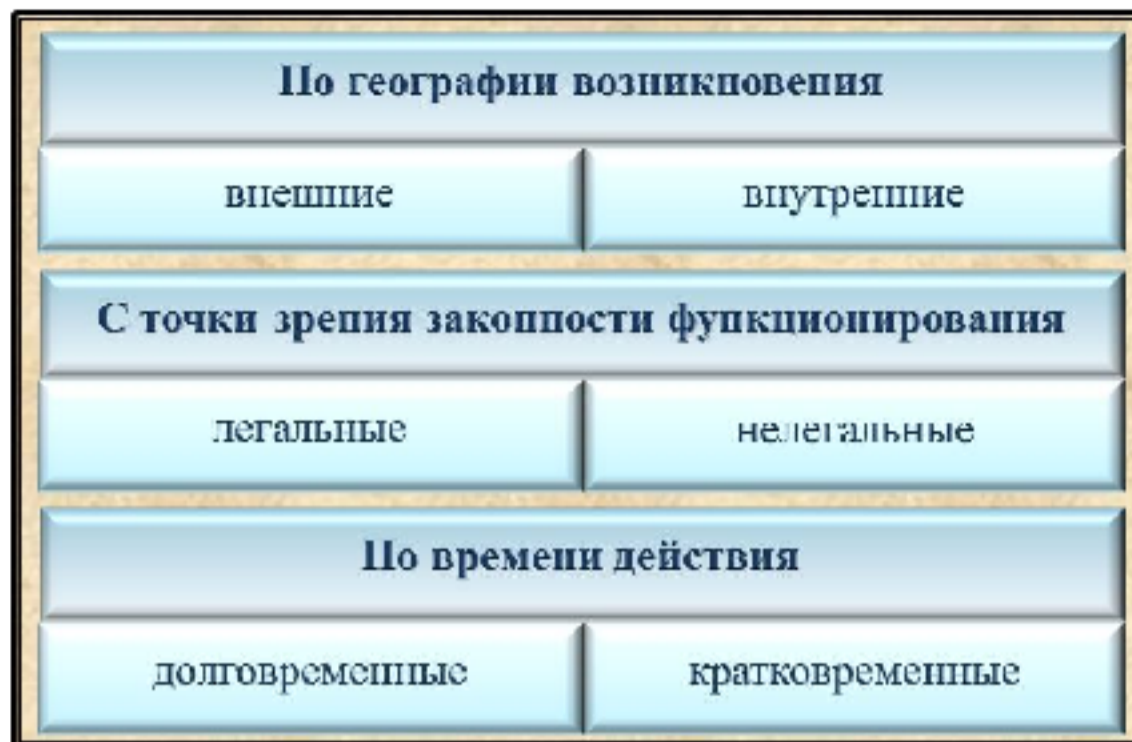 По географии возникновения
внешние
внутренние
С точки зрения законности функционирования
легальные
нелегальные
По времени действия
долговременные
кратковременные